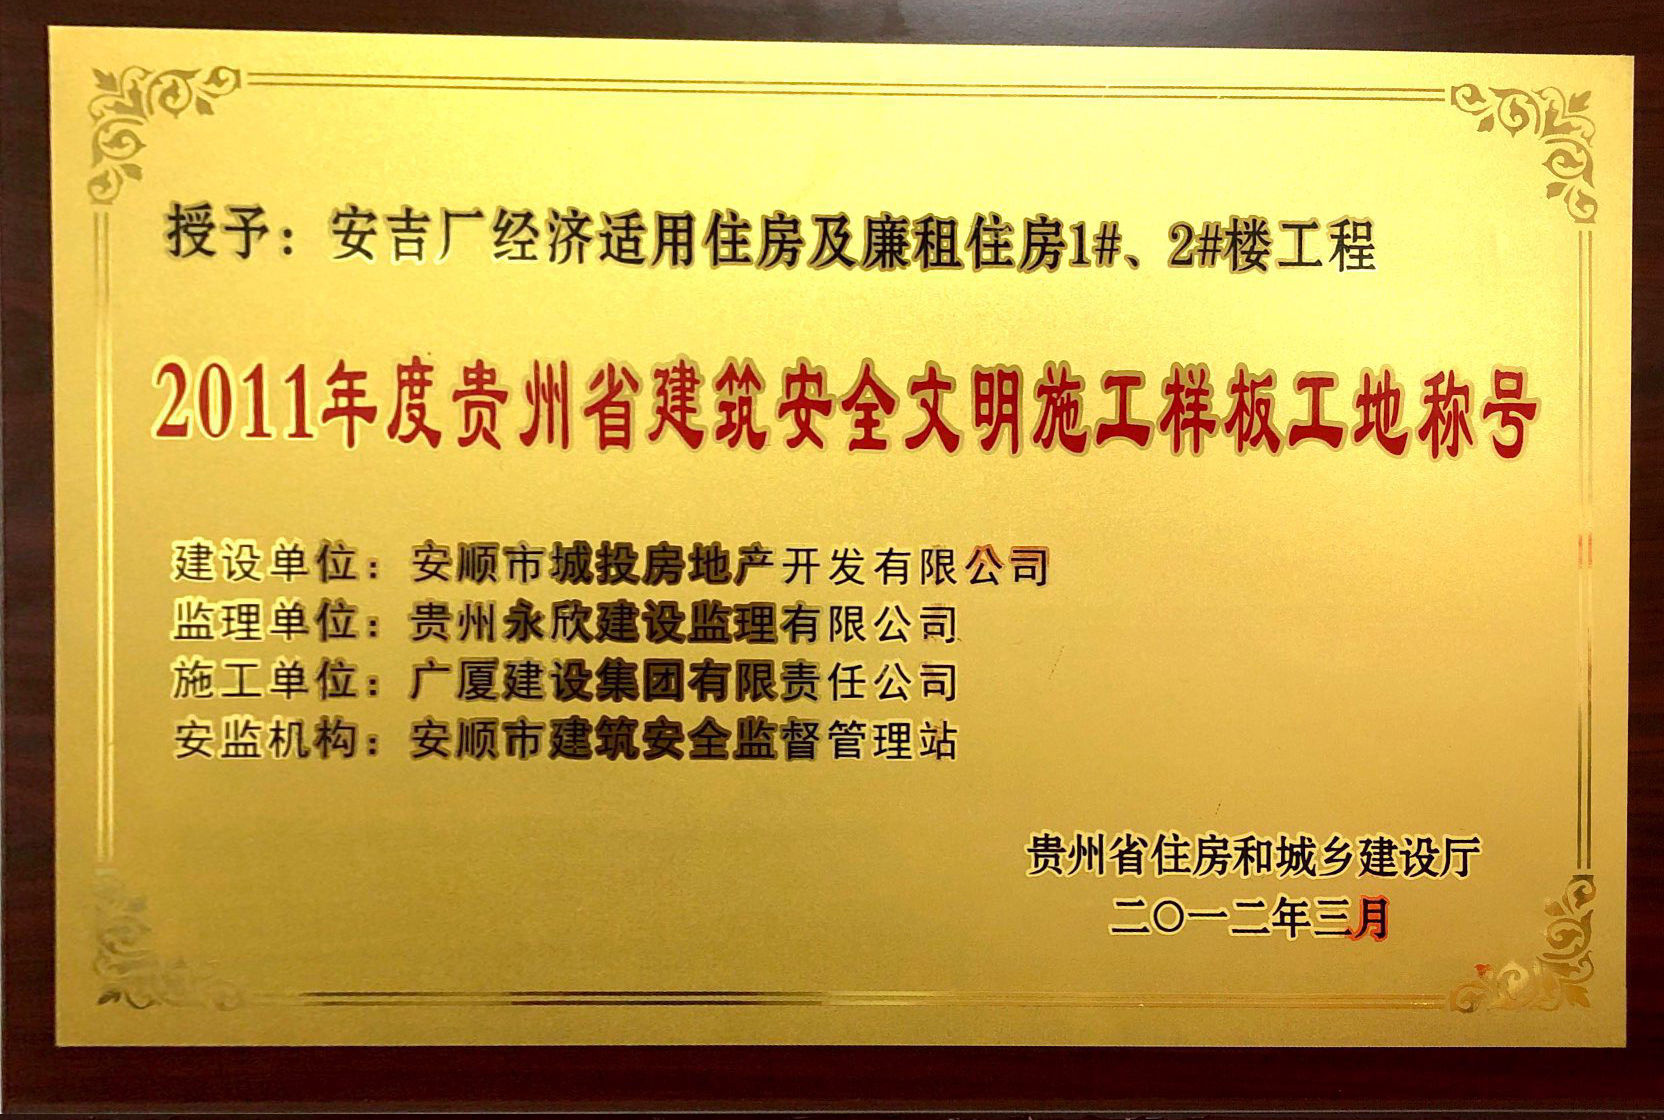 授予：安吉厂经济适用住房及廉租住房1#、2#楼工程
2011年度贵州省建筑安全文明施工样板工地称号
建设单位：安顺市城投房地产开发有限公司
监理单位：贵州永欣建设监理有限公司
施工单位：广厦建设集团有限责任公司
安监机构：安顺市建筑安全监督管理站
贵州省住房和城乡建设厅
二〇一二年三月